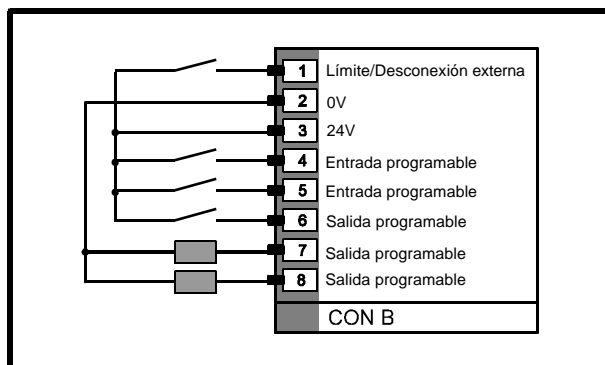 1 Límite/Desconexión externa
2 0V
3 24V
4 Entrada programable
5 Entrada programable
6 Salida programable
7 Salida programable
8 Salida programable
CON B